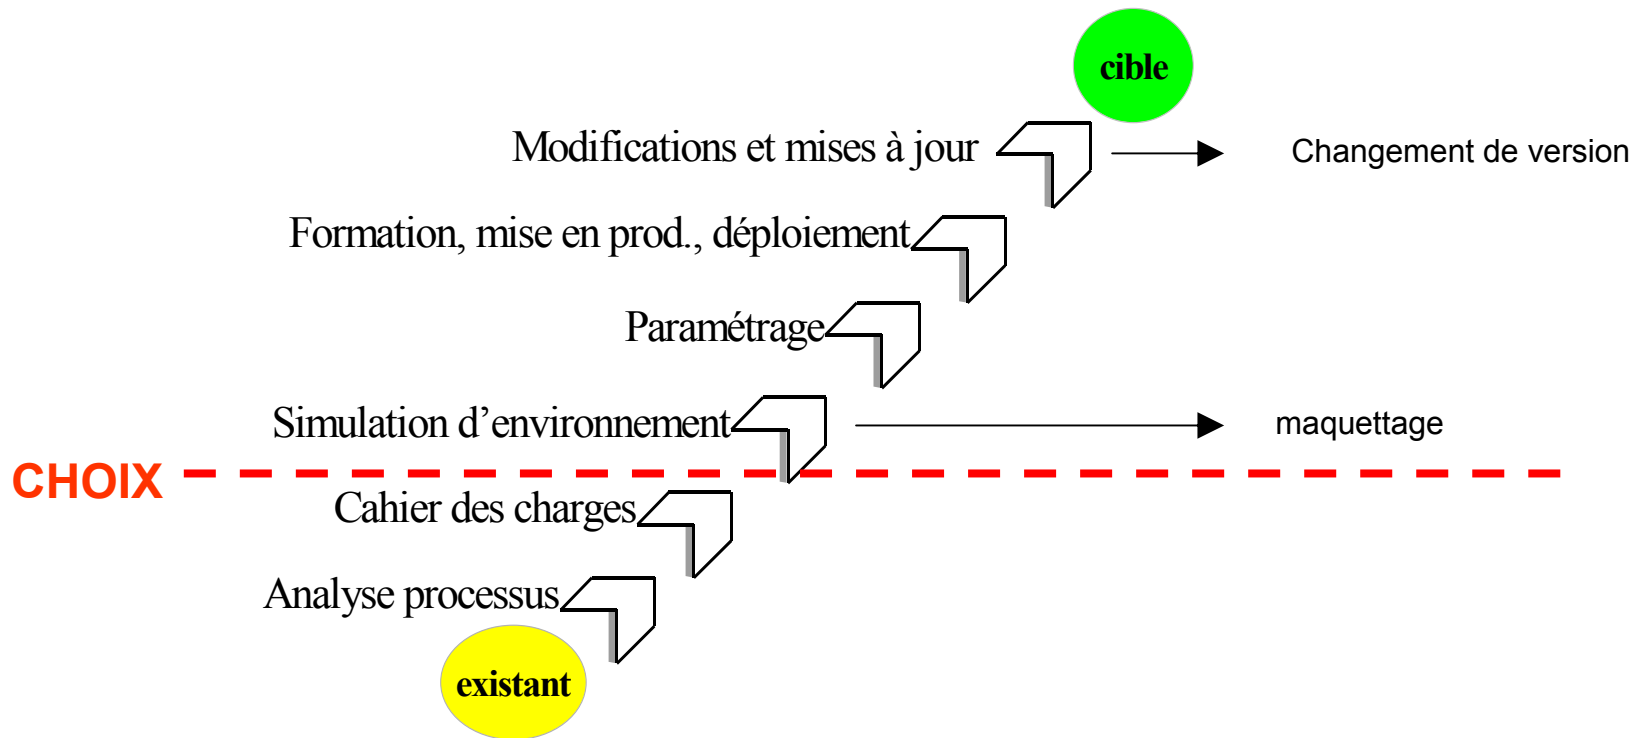 cible
Modifications et mises à jour
Changement de version
Formation, mise en prod., déploiement
Paramétrage
Simulation d’environnement
maquettage
CHOIX
Cahier des charges
Analyse processus
existant